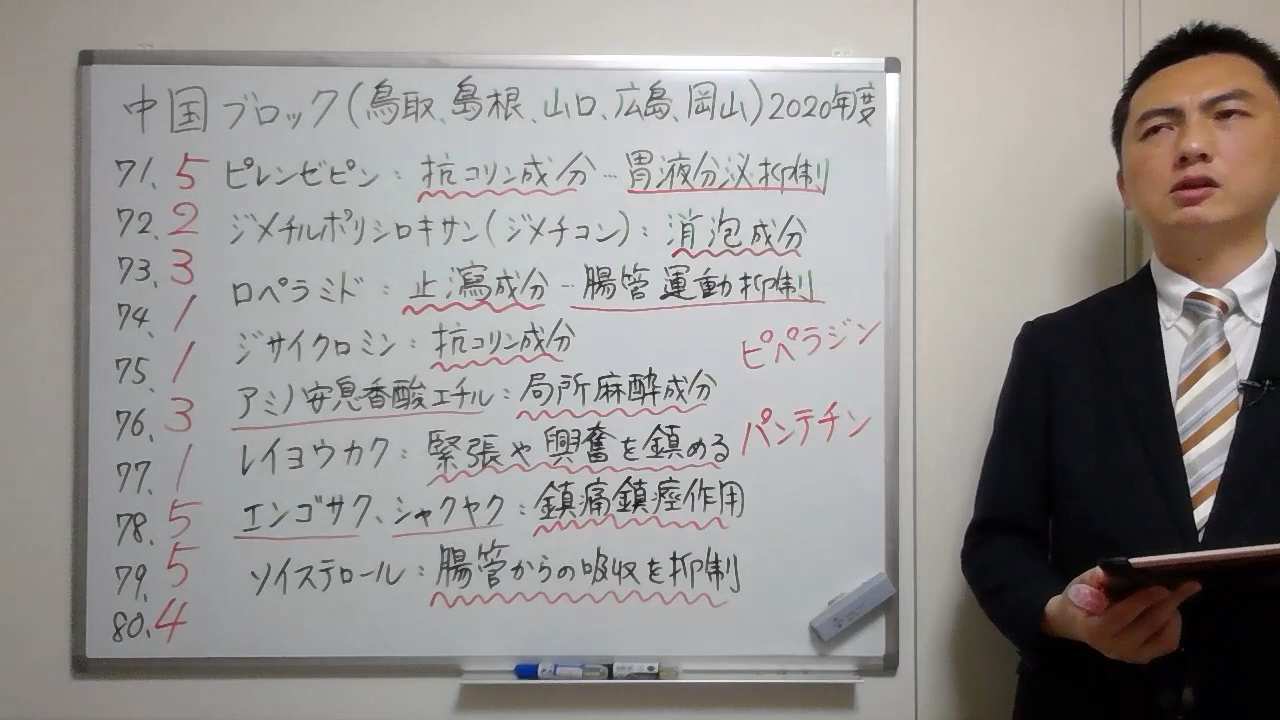 中国ブロック(鳥取、島根、山口、広島、岡山)2020年度
71. 5 ピレンゼピン:抗コリン成分…胃液分泌抑制
72. 2 ジメチルポリシロキサン(ジメチコン):消泡成分
73. 3 ロペラミド:止瀉成分…腸管運動抑制
74. 1 ジサイクロミン:抗コリン成分
ピペラジン
75. 1 アミノ安息香酸エチル:局所麻酔成分
76. 3 レイヨウカク:緊張や興奮を鎮める
パンテチン
77. 1
78. 5 エンゴサク、シャクヤク:鎮痛鎮痙作用
79. 5 ソイステロール:腸管からの吸収を抑制
80. 4